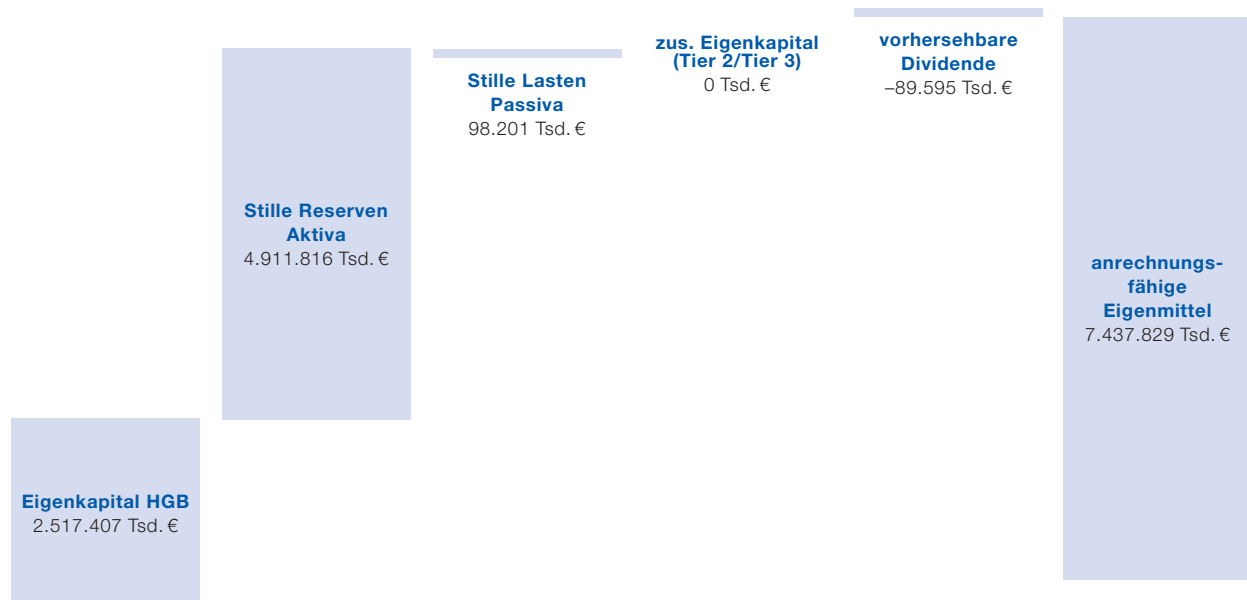 Eigenkapital HGB
2.517.407 Tsd. €
Stille Reserven
Aktiva
4.911.816 Tsd. €
Stille Lasten
Passiva
98.201 Tsd. €
zus. Eigenkapital
(Tier 2/Tier 3)
0 Tsd. €
vorhersehbare
Dividende
–89.595 Tsd. €
anrechnungs-
fähige
Eigenmittel
7.437.829 Tsd. €